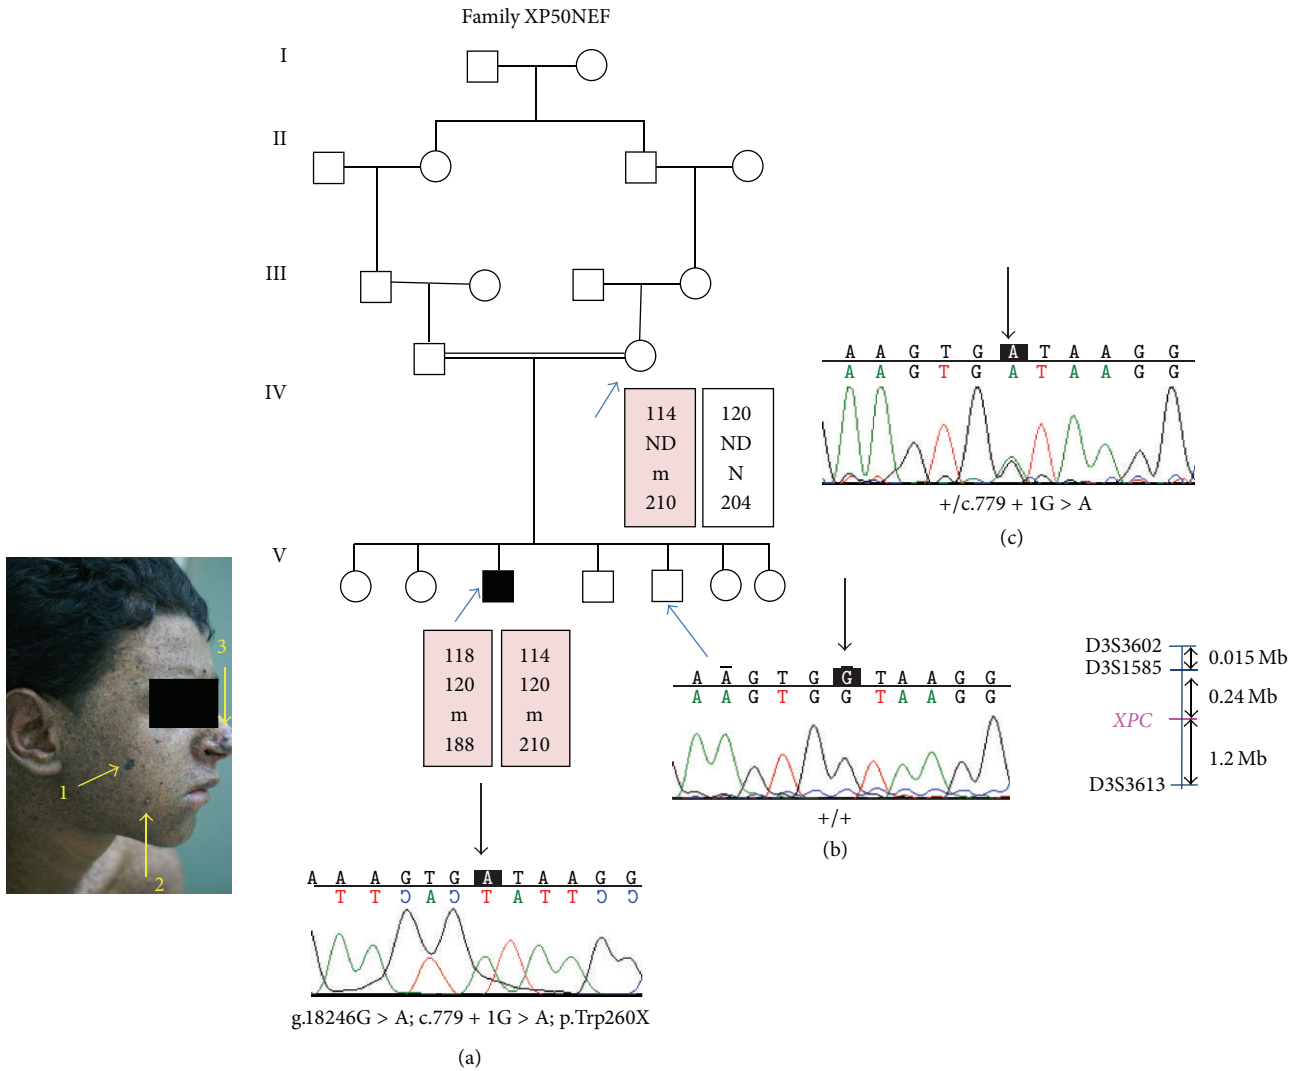 Family XP50NEF
I
II
III
IV
V
114
ND
m
210
120
ND
N
204
A A G T G A T A A G G
A A G T G A T A A G G
+/c.779 + 1G > A
(c)
118
120
m
188
114
120
m
210
A A G T G G T A A G G
A A G T G G T A A G G
+/+
(b)
D3S3602
D3S1585
XPC
D3S3613
0.015 Mb
0.24 Mb
1.2 Mb
1
2
3
A A A G T G A T A A G G
T T C A C T A T T C C
g.18246G > A; c.779 + 1G > A; p.Trp260X
(a)